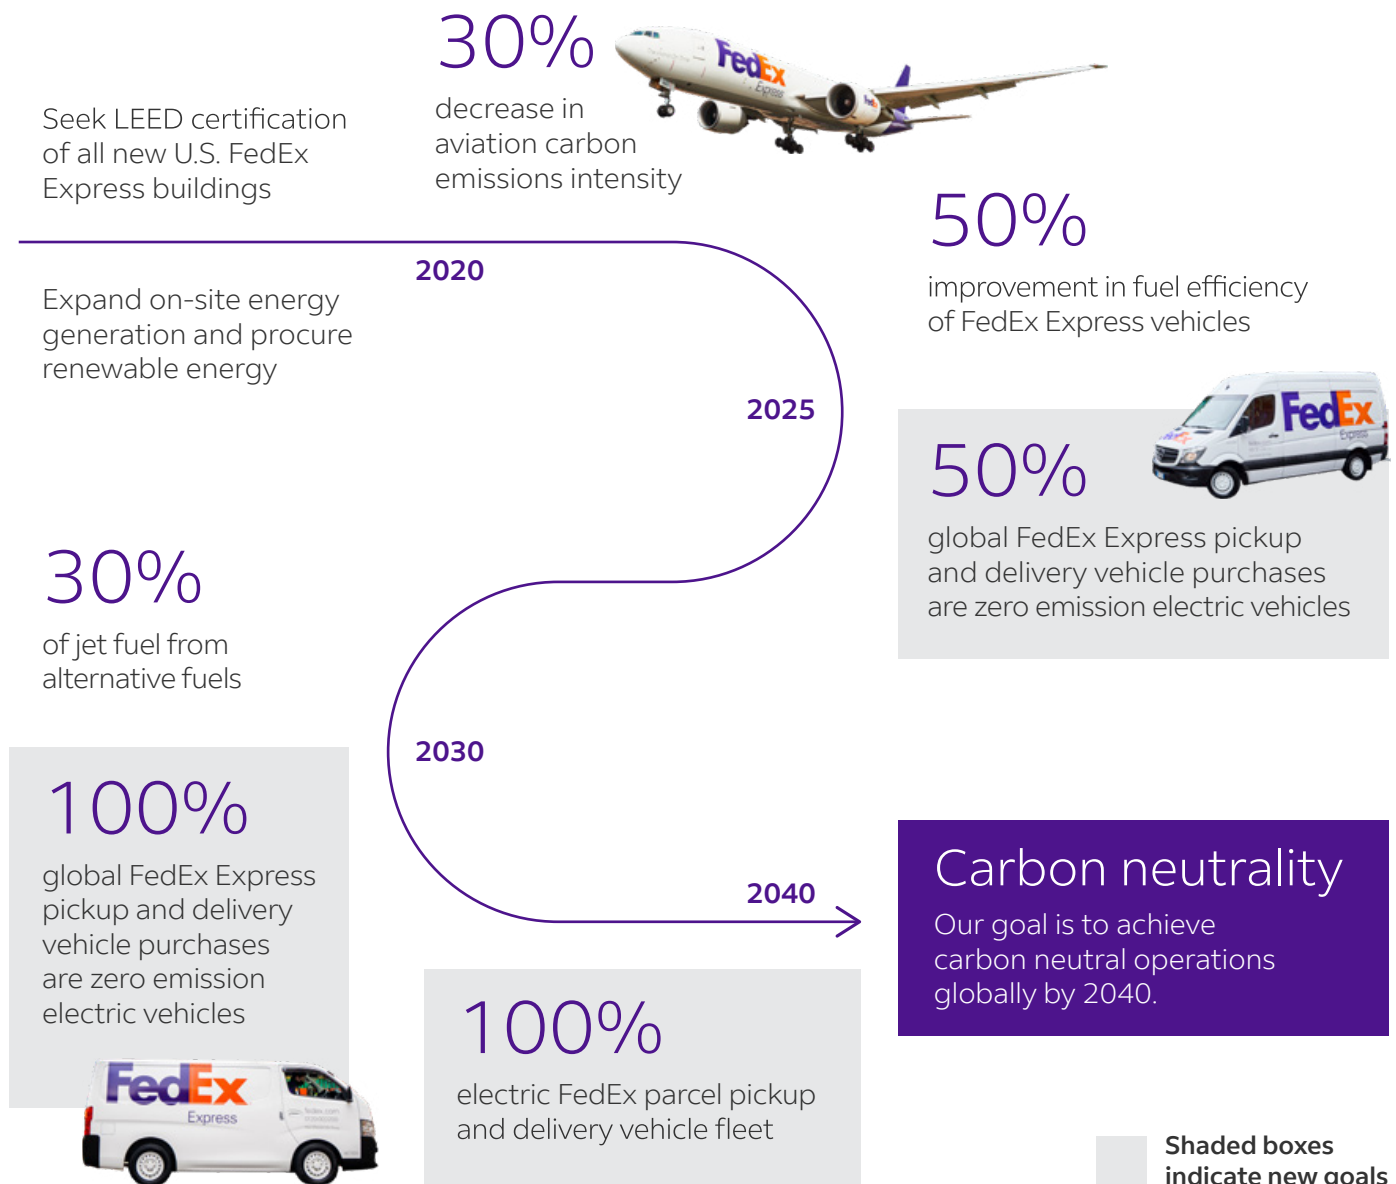 30%
decrease in
aviation carbon
emissions intensity
FedEx
Express
FedEx
Seek LEED certification
of all new U.S. FedEx
Express buildings
2020
Expand on-site energy
generation and procure
renewable energy
50%
improvement in fuel efficiency
of FedEx Express vehicles
2025
FedEx
Express
FedEx
50%
global FedEx Express pickup
and delivery vehicle purchases
are zero emission electric vehicles
30%
of jet fuel from
alternative fuels
2030
100%
global FedEx Express
pickup and delivery
vehicle purchases
are zero emission
electric vehicles
FedEx
Express
fedex.com
2040
100%
electric FedEx parcel pickup
and delivery vehicle fleet
Carbon neutrality
Our goal is to achieve
carbon neutral operations
globally by 2040.
Shaded boxes
indicate new goals